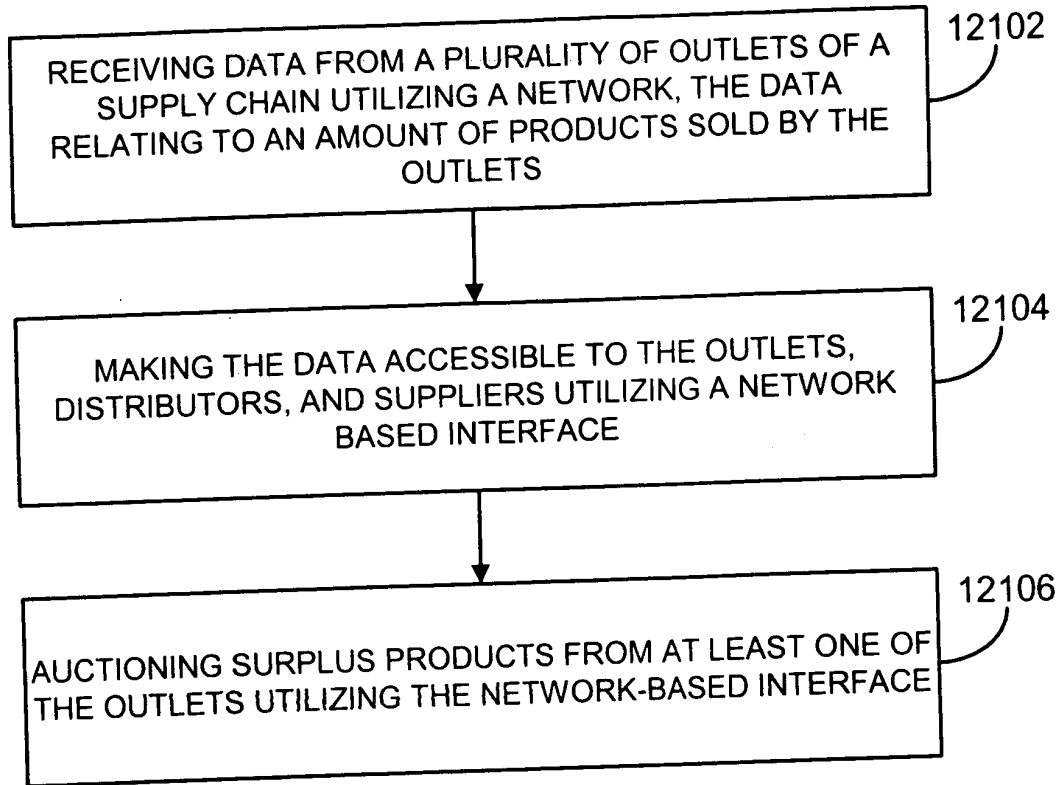 12102
RECEIVING DATA FROM A PLURALITY OF OUTLETS OF A
SUPPLY CHAIN UTILIZING A NETWORK, THE DATA
RELATING TO AN AMOUNT OF PRODUCTS SOLD BY THE
OUTLETS
12104
MAKING THE DATA ACCESSIBLE TO THE OUTLETS,
DISTRIBUTORS, AND SUPPLIERS UTILIZING A NETWORK
BASED INTERFACE
12106
AUCTIONING SURPLUS PRODUCTS FROM AT LEAST ONE OF
THE OUTLETS UTILIZING THE NETWORK-BASED INTERFACE